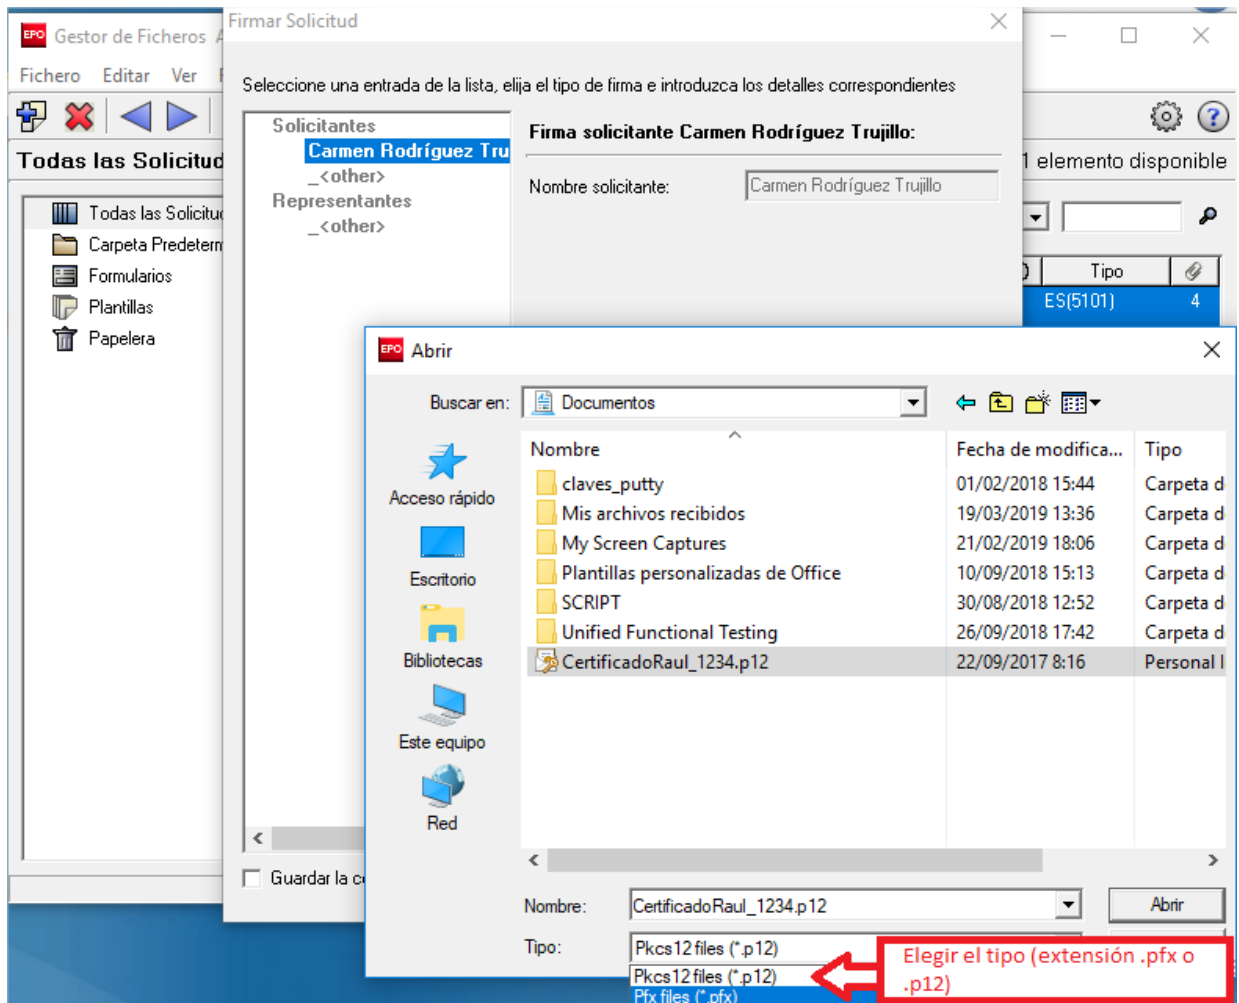 Firmar Solicitud
EPO Gestor de Ficheros
Fichero Editar Ver
Seleccione una entrada de la lista, elija el tipo de firma e introduzca los detalles correspondientes
Todas las Solicitud
1 elemento disponible
Todas las Solicitu
Carpeta Predeterm
Formularios
Plantillas
Papelera
Solicitantes
Carmen Rodríguez Tru
_<other>
Representantes
_<other>
Firma solicitante Carmen Rodríguez Trujillo:
Nombre solicitante: Carmen Rodríguez Trujillo
Tipo
ES(5101) 4
EPO Abrir
Buscar en: Documentos
Nombre Fecha de modifica... Tipo
claves_putty 01/02/2018 15:44 Carpeta d
Mis archivos recibidos 19/03/2019 13:36 Carpeta d
My Screen Captures 21/02/2019 18:06 Carpeta d
Plantillas personalizadas de Office 10/09/2018 15:13 Carpeta d
SCRIPT 30/08/2018 12:52 Carpeta d
Unified Functional Testing 26/09/2018 17:42 Carpeta d
CertificadoRaul_1234.p12 22/09/2017 8:16 Personal I
Acceso rápido
Escritorio
Bibliotecas
Este equipo
Red
Guardar la c
Nombre: CertificadoRaul_1234.p12 Abrir
Tipo: Pkcs12 files (*.p12)
Pkcs12 files (*.p12)
Pfx files (*.pfx)
Elegir el tipo (extensión .pfx o
.p12)